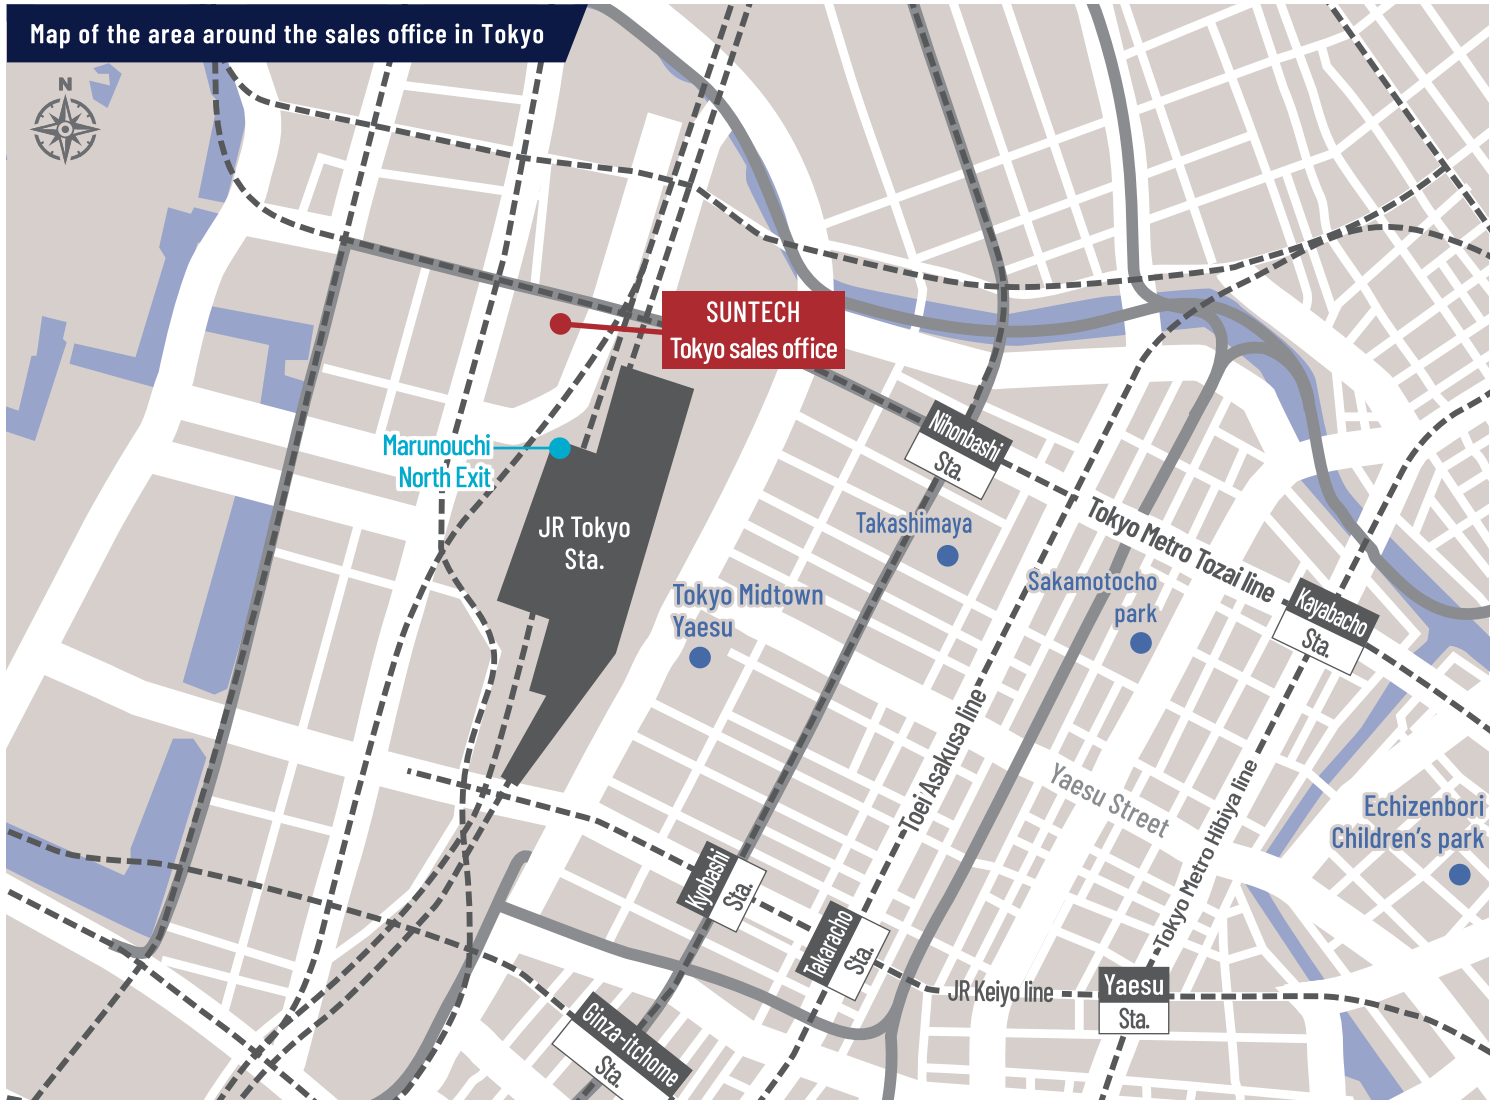 Map of the area around the sales office in Tokyo
N
SUNTECH
Tokyo sales office
Marunouchi
North Exit
JR Tokyo
Sta.
Nihonbashi
Sta.
Takashimaya
Tokyo Metro Tozai line
Tokyo Midtown
Yaesu
Sakamotocho
park
Kayabacho
Sta.
Toei Asakusa line
Yaesu Street
Tokyo Metro Hibiya line
Echizenbori
Children's park
Kyobashi
Sta.
Takaracho
Sta.
JR Keiyo line
Yaesu
Sta.
Ginza-itchome
Sta.